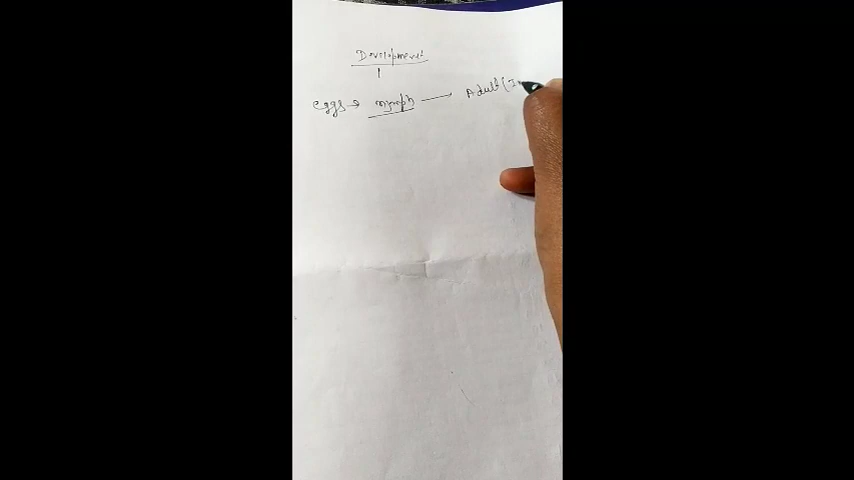 Development
eggs → nymph → Adult (I